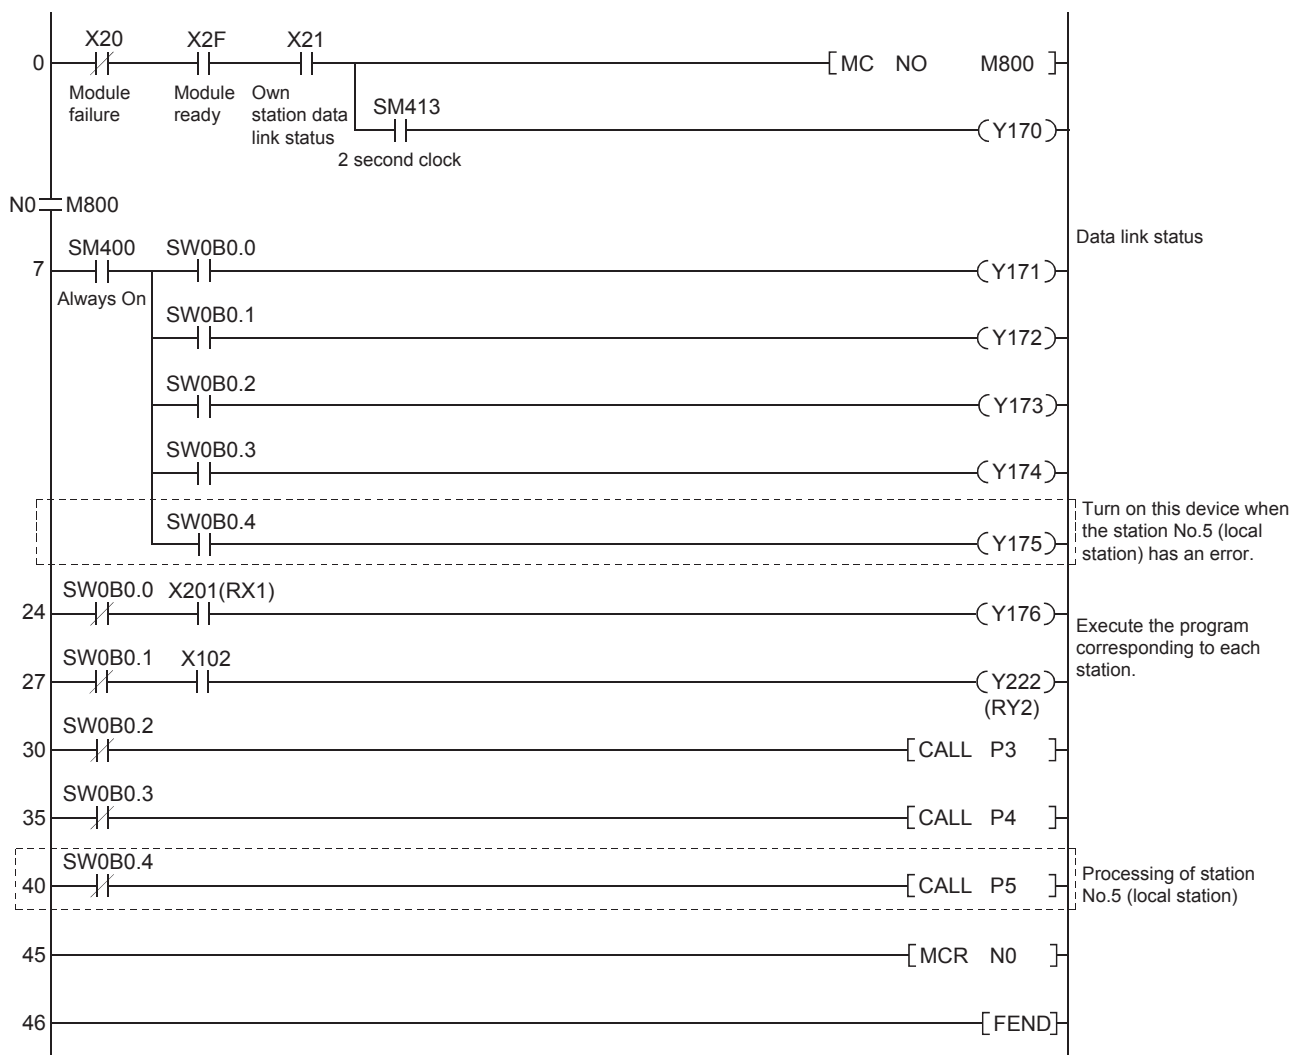 X20 X2F X21
0 MC NO M800
Module failure
Module ready
Own station data link status
SM413
Y170
2 second clock
N0 M800
Data link status
SM400 SW0B0.0
7 Y171
Always On
SW0B0.1
Y172
SW0B0.2
Y173
SW0B0.3
Y174
SW0B0.4
Y175
Turn on this device when
the station No.5 (local
station) has an error.
SW0B0.0 X201(RX1)
24 Y176
Execute the program
corresponding to each
station.
SW0B0.1 X102
27 Y222
(RY2)
SW0B0.2
30 CALL P3
SW0B0.3
35 CALL P4
SW0B0.4
40 CALL P5
Processing of station
No.5 (local station)
45 MCR N0
46 FEND